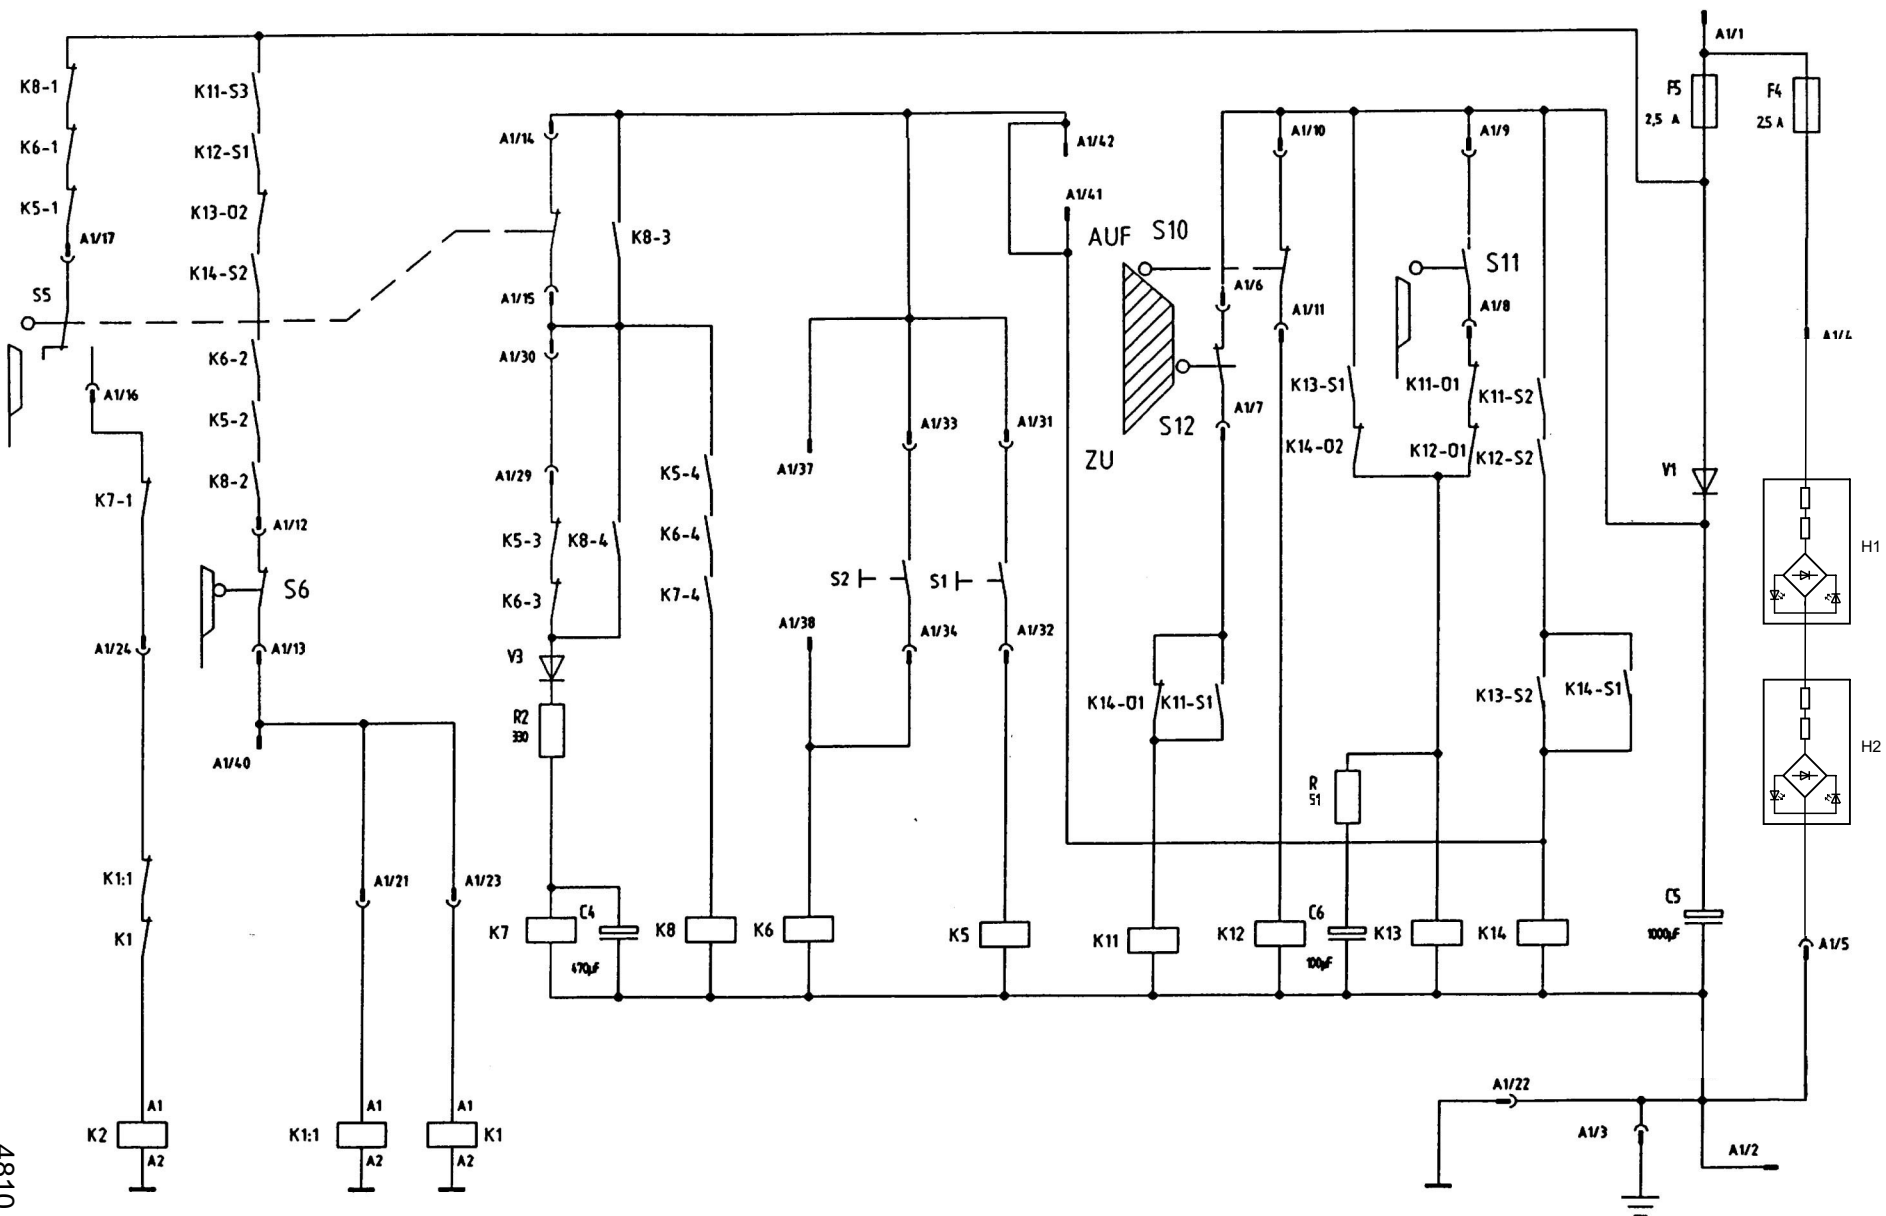 A1/1
K8-1
K11-S3
F5
2,5 A
F4
25 A
K6-1
K12-S1
A1/14
A1/42
A1/10
A1/9
K5-1
K13-02
A1/41
A1/17
K8-3
AUF
S10
K14-S2
S11
S5
A1/15
A1/6
A1/11
A1/8
A1/4
K6-2
A1/30
A1/16
K13-S1
K11-01
K11-S2
K5-2
A1/33
A1/31
A1/7
S12
K14-02
K12-01
K12-S2
ZU
K8-2
A1/29
K5-4
A1/37
V1
K7-1
A1/12
K5-3
K8-4
K6-4
H1
S2
S1
S6
K6-3
K7-4
A1/38
A1/34
A1/32
A1/24
A1/13
V3
K14-01
K11-S1
K13-S2
K14-S1
R2
330
H2
A1/40
R
51
K1:1
A1/21
A1/23
C4
470µF
C5
1000µF
K1
K7
K8
K6
K5
K11
K12
C6
100µF
K13
K14
A1/5
A1/22
A1
A1
A1
K2
K1:1
K1
A2
A2
A2
A1/3
A1/2
4810